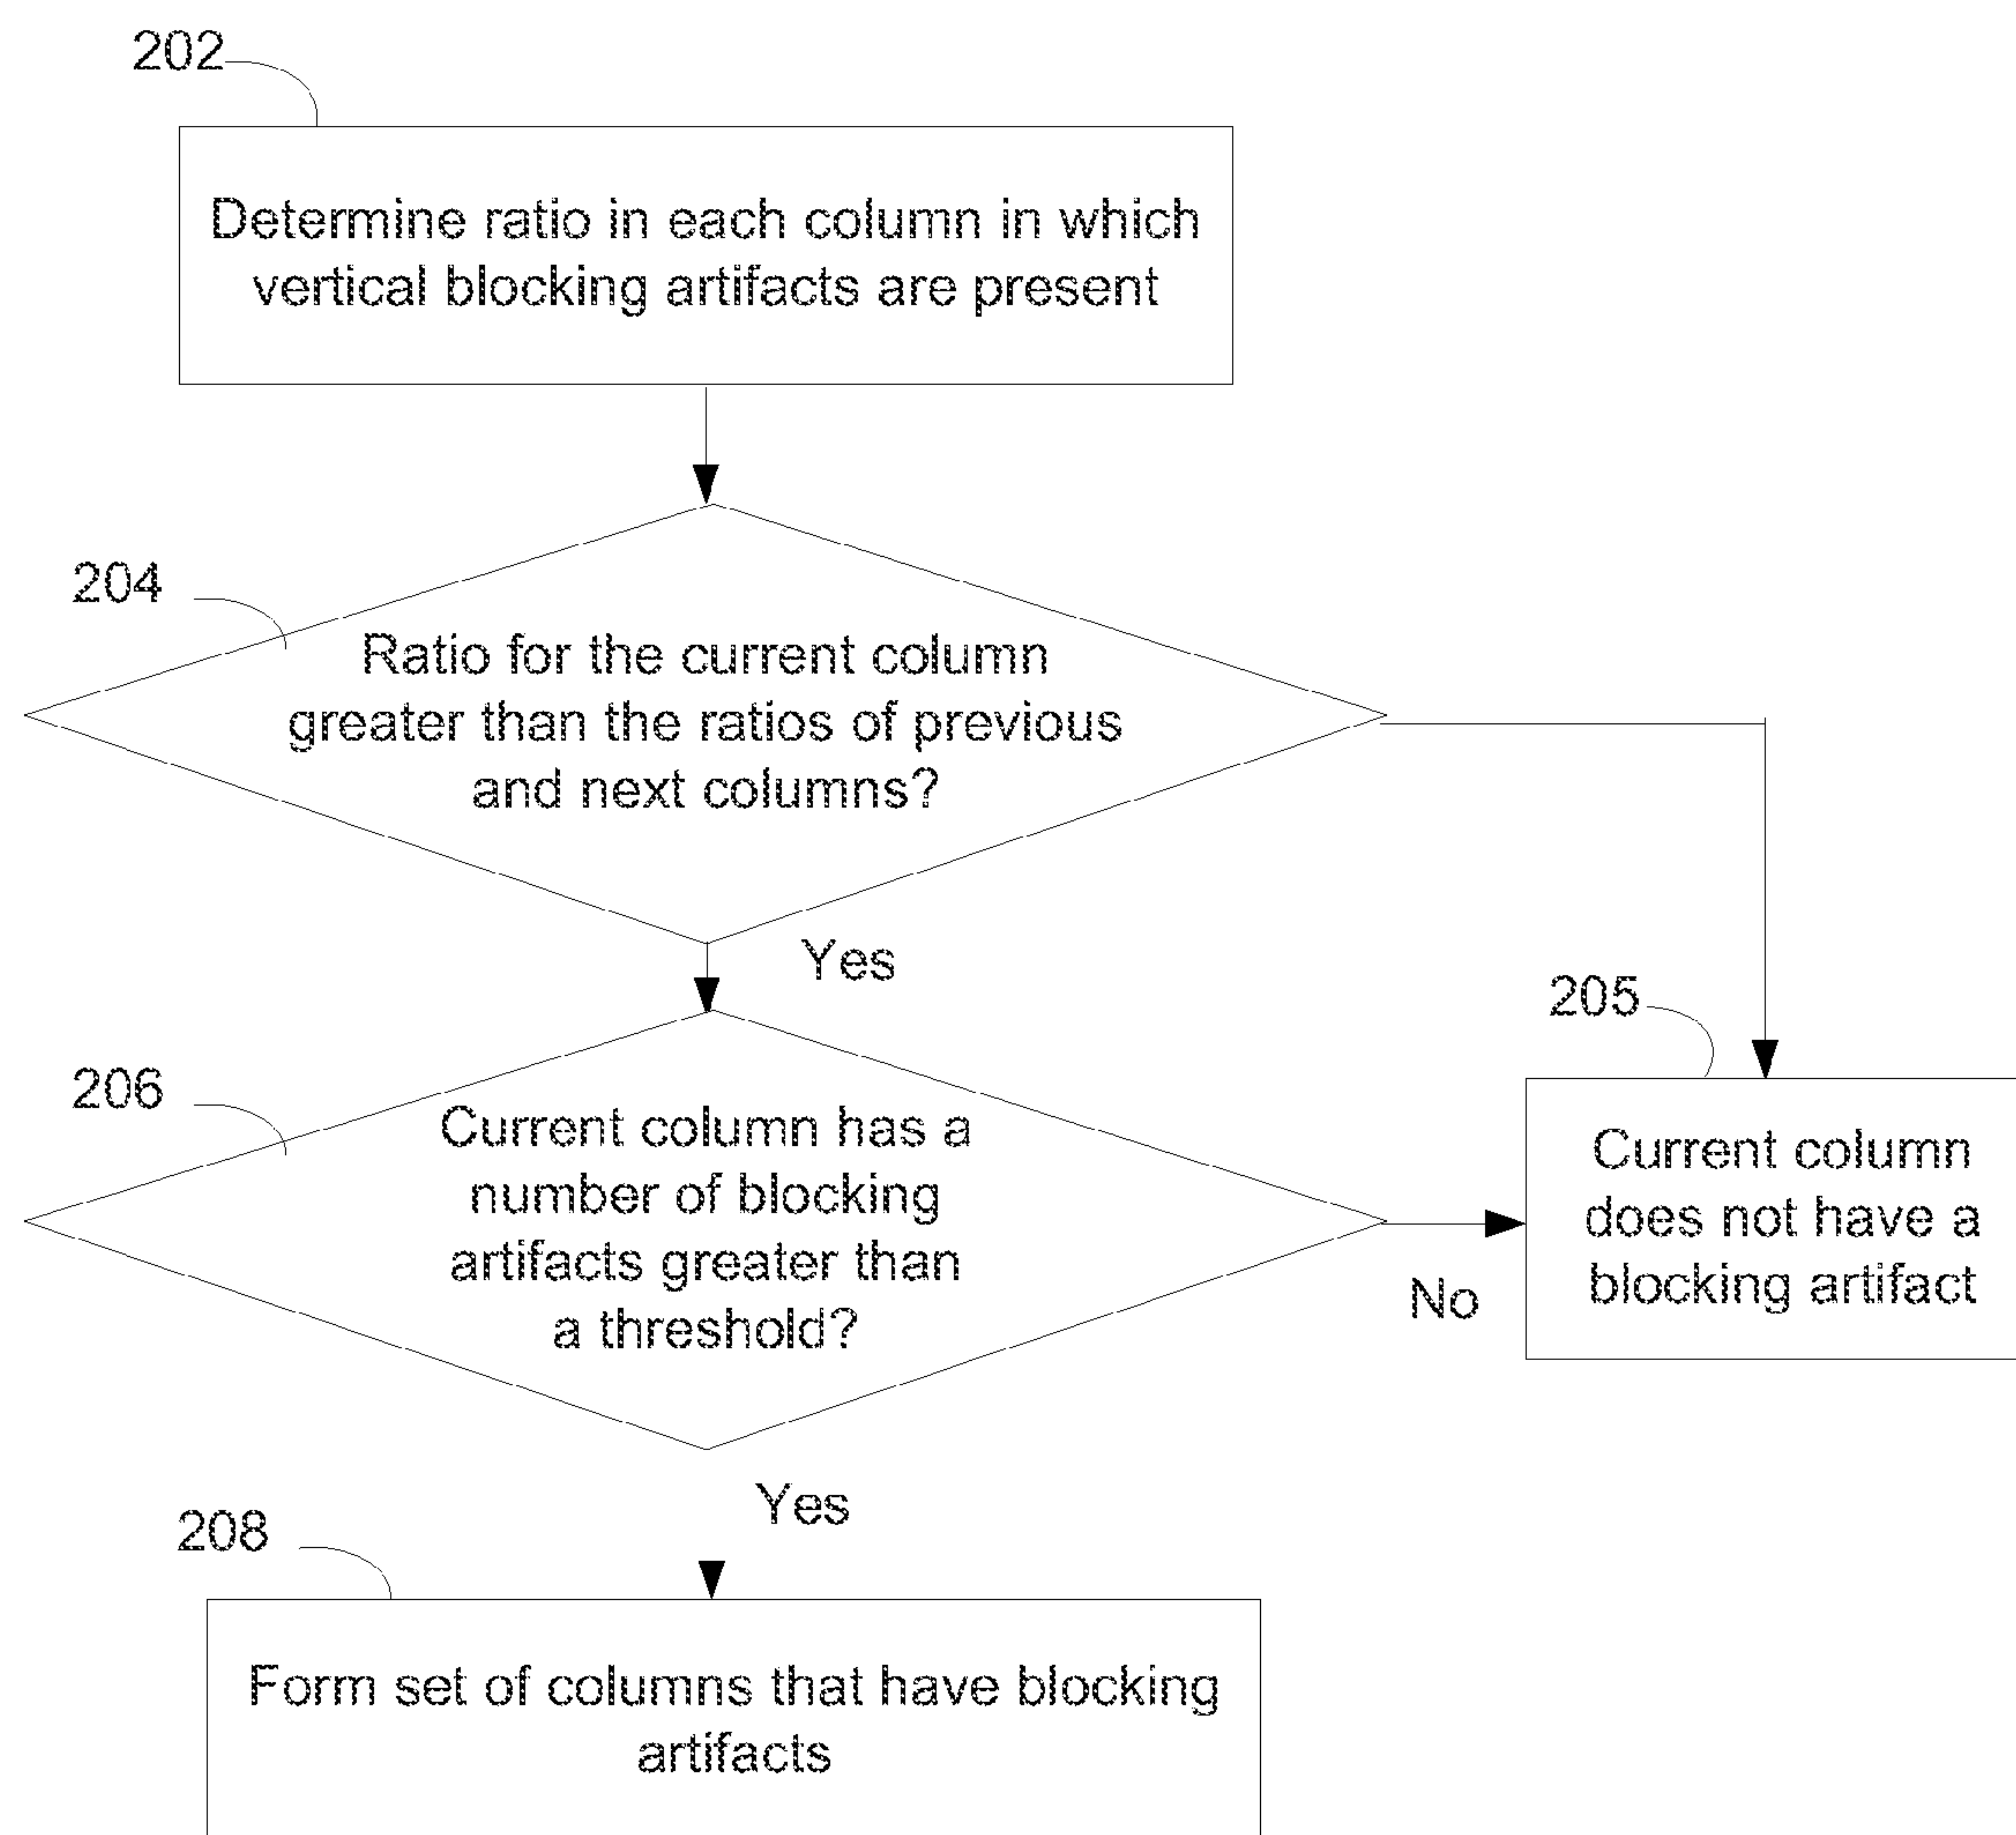 202
Determine ratio in each column in which
vertical blocking artifacts are present
204
Ratio for the current column
greater than the ratios of previous
and next columns?
Yes
205
206
Current column has a
number of blocking
artifacts greater than
a threshold?
Current column
does not have a
blocking artifact
No
Yes
208
Form set of columns that have blocking
artifacts